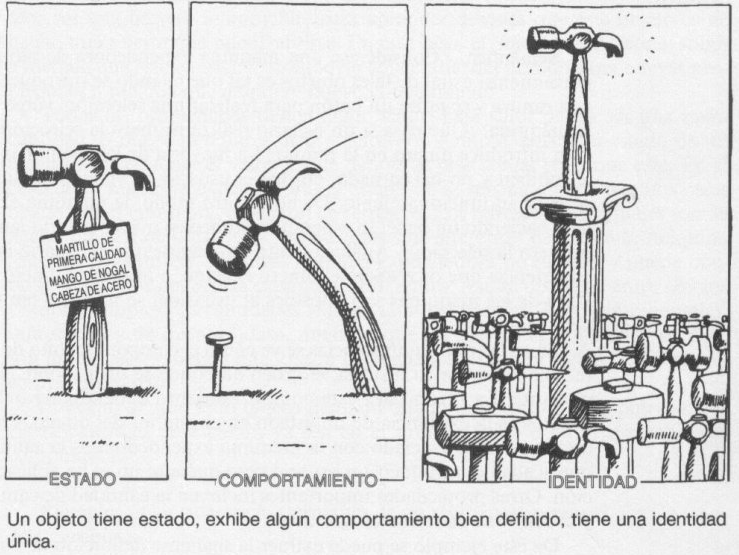 MARTILLO DE
PRIMERA CALIDAD
MANGO DE NOGAL
CABEZA DE ACERO
ESTADO
COMPORTAMIENTO
IDENTIDAD
Un objeto tiene estado, exhibe algún comportamiento bien definido, tiene una identidad
única.